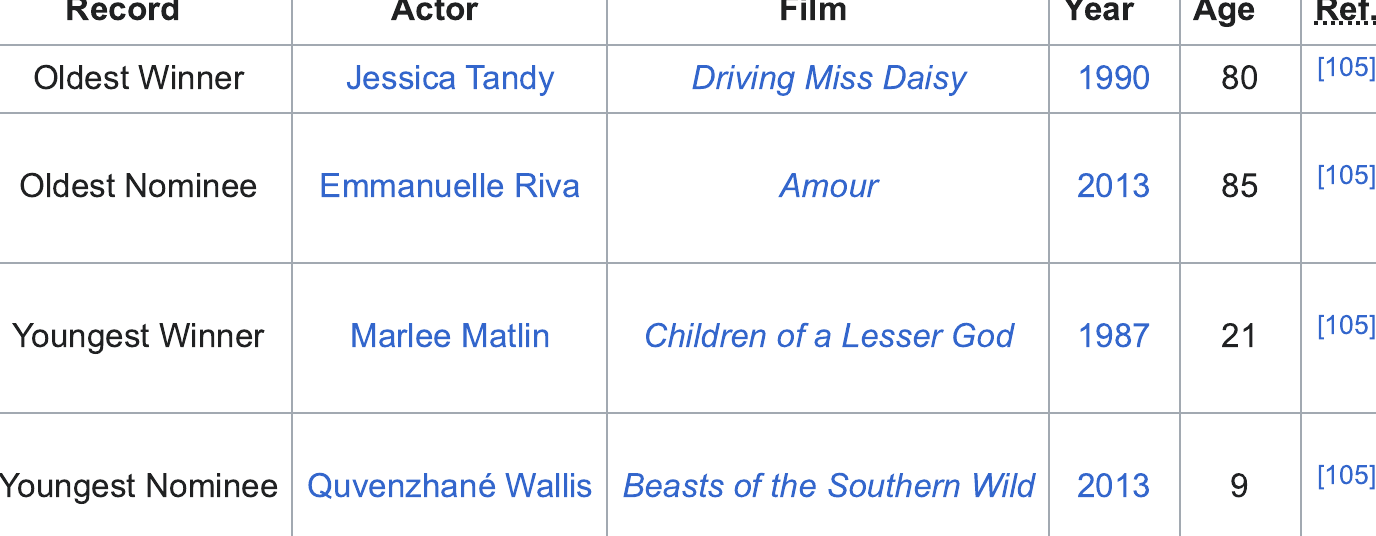 Record Actor Film Year Age Ref.
Oldest Winner Jessica Tandy Driving Miss Daisy 1990 80 [105]
Oldest Nominee Emmanuelle Riva Amour 2013 85 [105]
Youngest Winner Marlee Matlin Children of a Lesser God 1987 21 [105]
Youngest Nominee Quvenzhané Wallis Beasts of the Southern Wild 2013 9 [105]